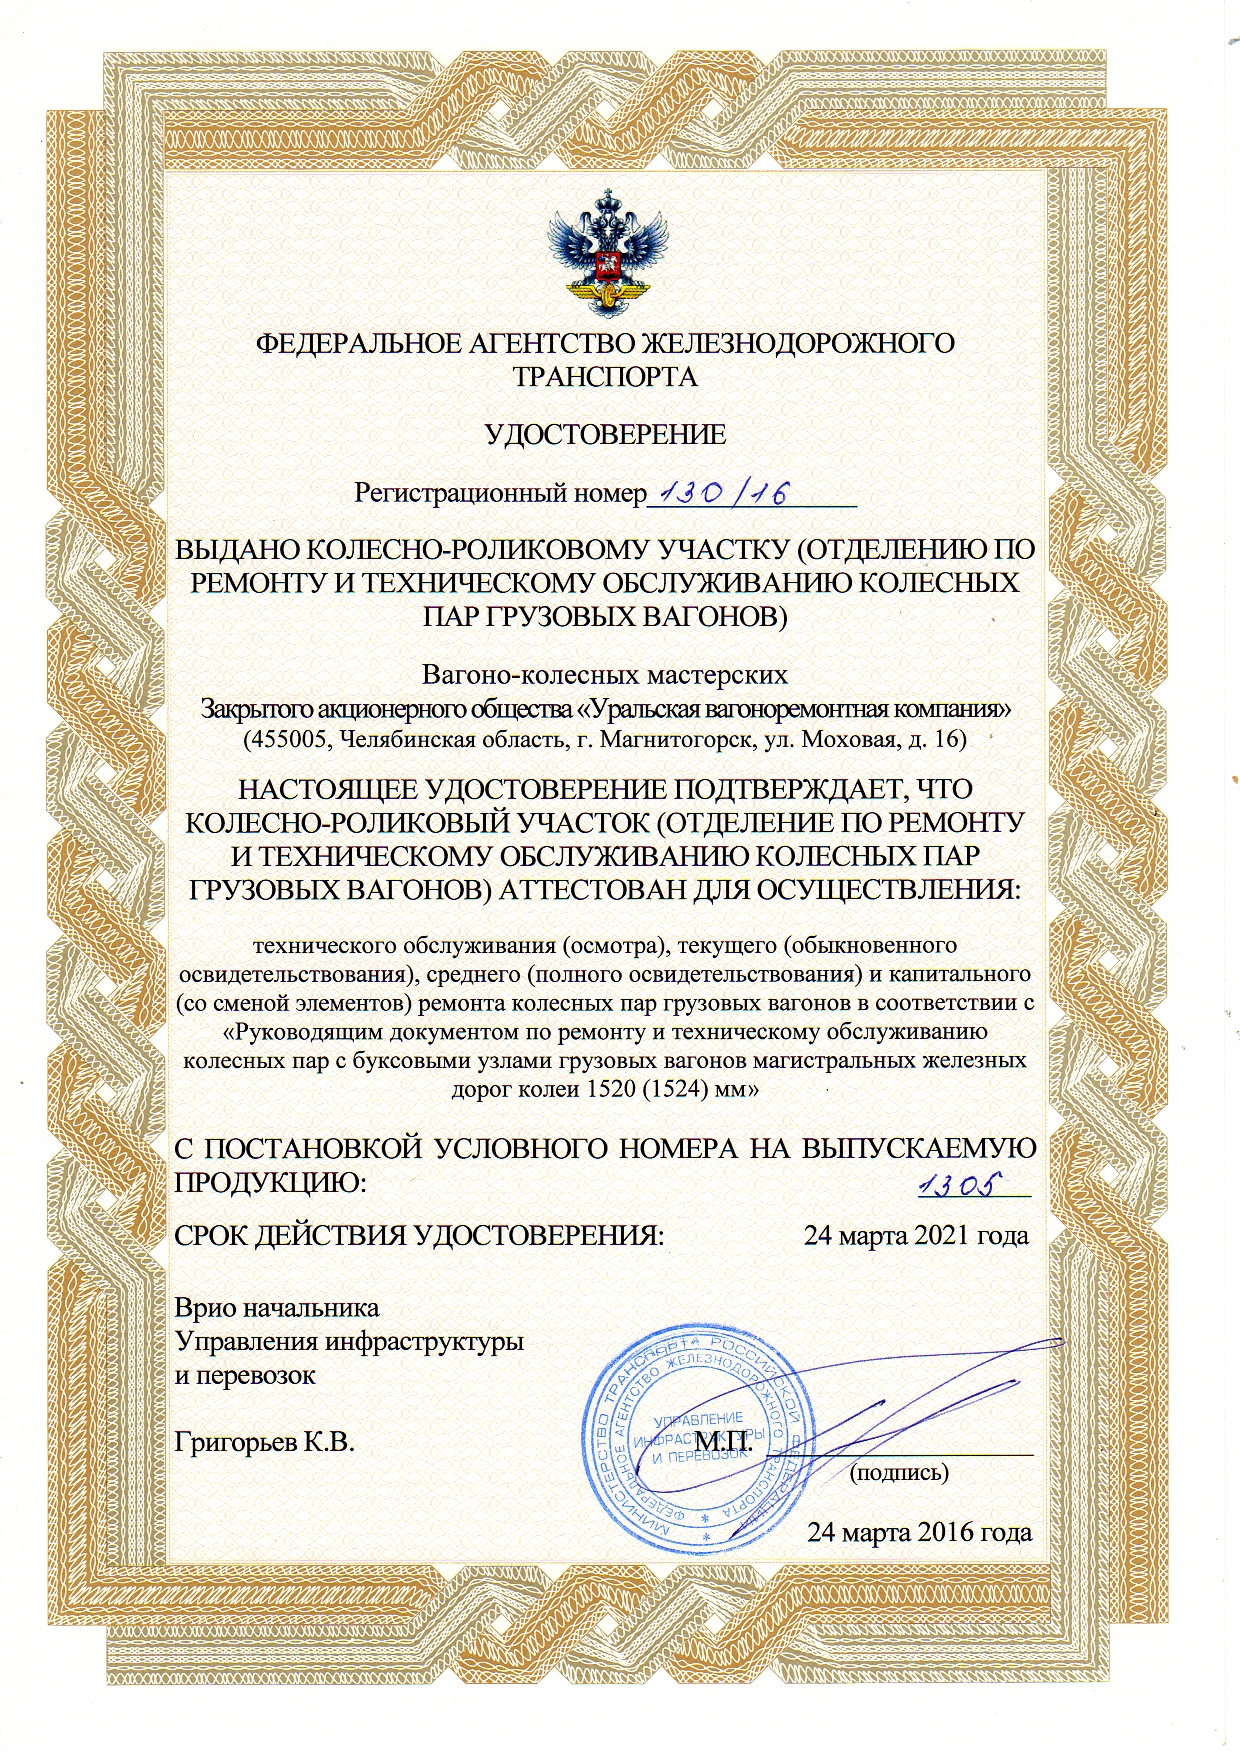 ФЕДЕРАЛЬНОЕ АГЕНТСТВО ЖЕЛЕЗНОДОРОЖНОГО
ТРАНСПОРТА
УДОСТОВЕРЕНИЕ
Регистрационный номер 130/16
ВЫДАНО КОЛЕСНО-РОЛИКОВОМУ УЧАСТКУ (ОТДЕЛЕНИЮ ПО
РЕМОНТУ И ТЕХНИЧЕСКОМУ ОБСЛУЖИВАНИЮ КОЛЕСНЫХ
ПАР ГРУЗОВЫХ ВАГОНОВ)
Вагоно-колесных мастерских
Закрытого акционерного общества «Уральская вагоноремонтная компания»
(455005, Челябинская область, г. Магнитогорск, ул. Моховая, д. 16)
НАСТОЯЩЕЕ УДОСТОВЕРЕНИЕ ПОДТВЕРЖДАЕТ, ЧТО
КОЛЕСНО-РОЛИКОВЫЙ УЧАСТОК (ОТДЕЛЕНИЕ ПО РЕМОНТУ
И ТЕХНИЧЕСКОМУ ОБСЛУЖИВАНИЮ КОЛЕСНЫХ ПАР
ГРУЗОВЫХ ВАГОНОВ) АТТЕСТОВАН ДЛЯ ОСУЩЕСТВЛЕНИЯ:
технического обслуживания (осмотра), текущего (обыкновенного
освидетельствования), среднего (полного освидетельствования) и капитального
(со сменой элементов) ремонта колесных пар грузовых вагонов в соответствии с
«Руководящим документом по ремонту и техническому обслуживанию
колесных пар с буксовыми узлами грузовых вагонов магистральных железных
дорог колеи 1520 (1524) мм»
С ПОСТАНОВКОЙ УСЛОВНОГО НОМЕРА НА ВЫПУСКАЕМУЮ
ПРОДУКЦИЮ: 1305
СРОК ДЕЙСТВИЯ УДОСТОВЕРЕНИЯ: 24 марта 2021 года
Врио начальника
Управления инфраструктуры
и перевозок
Григорьев К.В. М.П.
(подпись)
24 марта 2016 года
МИНИСТЕРСТВО ТРАНСПОРТА РОССИЙСКОЙ ФЕДЕРАЦИИ *
ФЕДЕРАЛЬНОЕ АГЕНТСТВО ЖЕЛЕЗНОДОРОЖНОГО ТРАНСПОРТА *
УПРАВЛЕНИЕ
ИНФРАСТРУКТУРЫ
И ПЕРЕВОЗОК